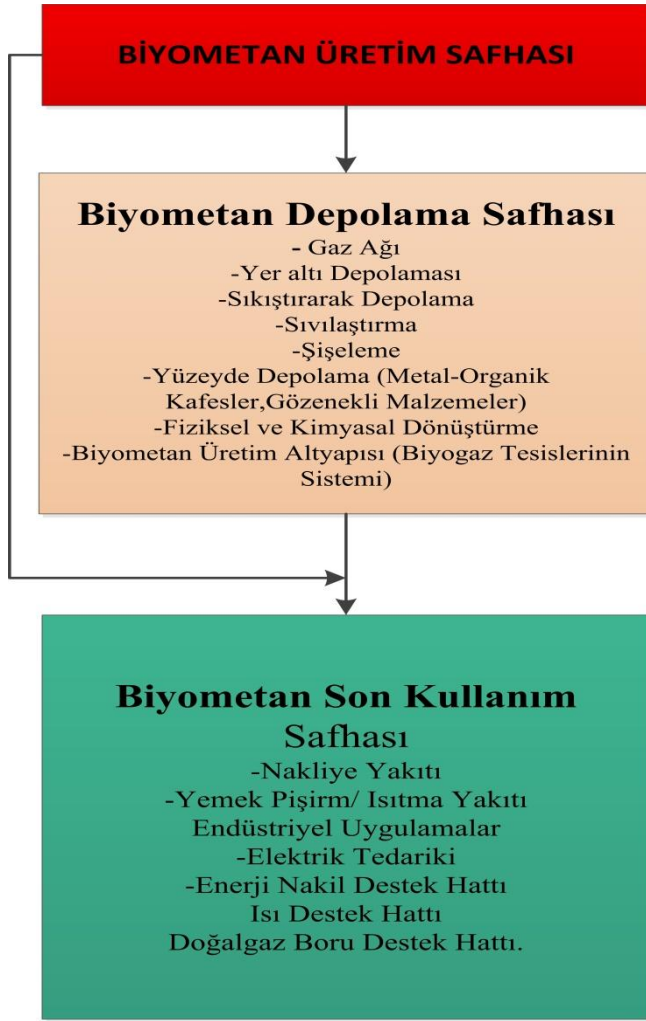 BİYOMETAN ÜRETİM SAFHASI
Biyometan Depolama Safhası
- Gaz Ağı
-Yer altı Depolaması
-Sıkıştırarak Depolama
-Sıvılaştırma
-Şişeleme
-Yüzeyde Depolama (Metal-Organik
Kafesler,Gözenekli Malzemeler)
-Fiziksel ve Kimyasal Dönüştürme
-Biyometan Üretim Altyapısı (Biyogaz Tesislerinin
Sistemi)
Biyometan Son Kullanım
Safhası
-Nakliye Yakıtı
-Yemek Pişirm/ Isıtma Yakıtı
Endüstriyel Uygulamalar
-Elektrik Tedariki
-Enerji Nakil Destek Hattı
Isı Destek Hattı
Doğalgaz Boru Destek Hattı.